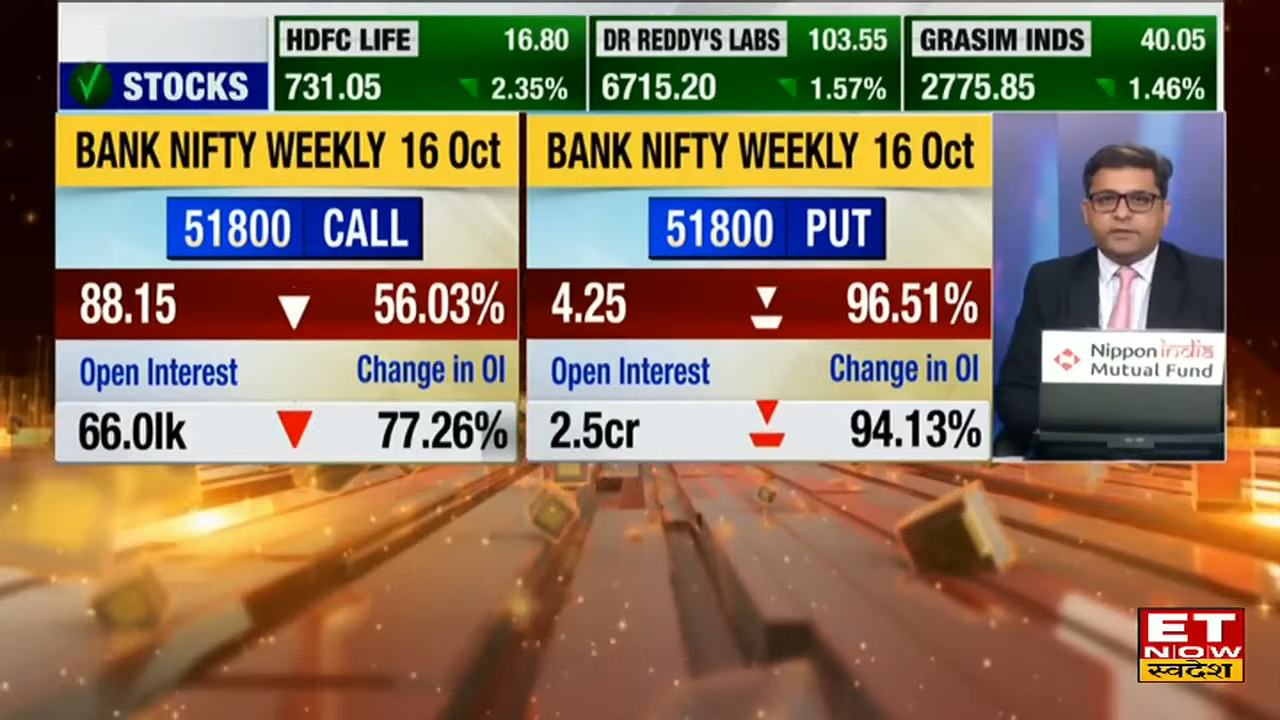 STOCKS
HDFC LIFE 16.80
731.05 2.35%
DR REDDY'S LABS 103.55
6715.20 1.57%
GRASIM INDS 40.05
2775.85 1.46%
BANK NIFTY WEEKLY 16 Oct
51800 CALL
88.15 56.03%
Open Interest Change in OI
66.0lk 77.26%
BANK NIFTY WEEKLY 16 Oct
51800 PUT
4.25 96.51%
Open Interest Change in OI
2.5cr 94.13%
Nippon india
Mutual Fund
ET
NOW
स्वदेश